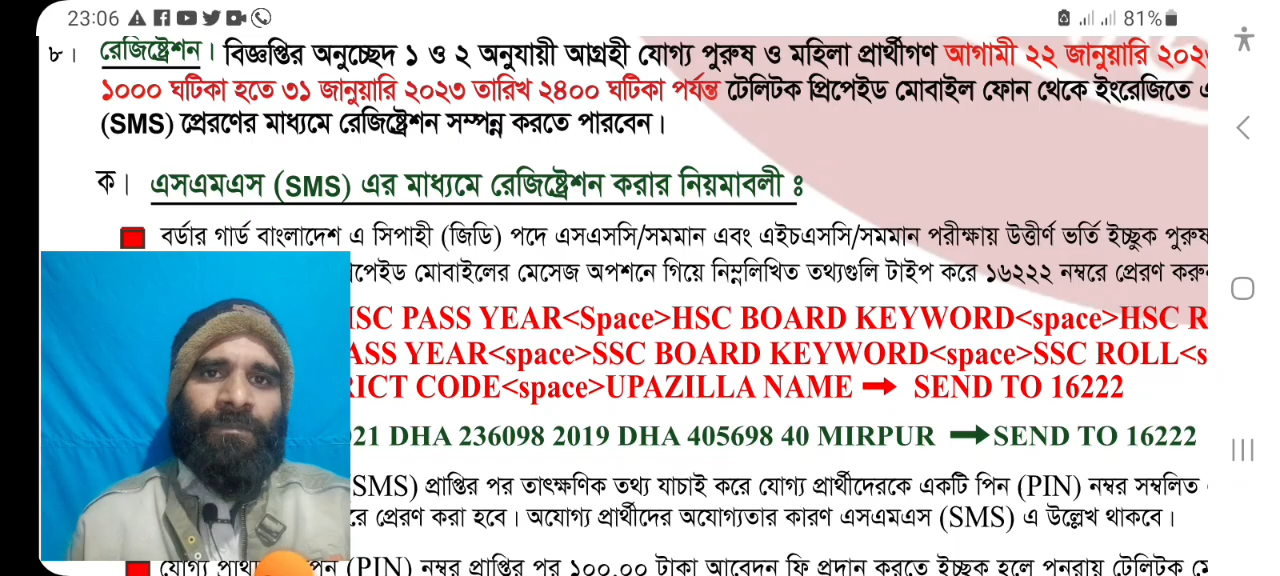 23:06
81%
৮। রেজিষ্ট্রেশন। বিজ্ঞপ্তির অনুচ্ছেদ ১ ও ২ অনুযায়ী আগ্রহী যোগ্য পুরুষ ও মহিলা প্রার্থীগণ আগামী ২২ জানুয়ারি
১০০০ ঘটিকা হতে ৩১ জানুয়ারি ২০২৩ তারিখ ২৪০০ ঘটিকা পর্যন্ত টেলিটক প্রিপেইড মোবাইল ফোন থেকে ইংরেজিতে
(SMS) প্রেরণের মাধ্যমে রেজিষ্ট্রেশন সম্পন্ন করতে পারবেন।
ক। এসএমএস (SMS) এর মাধ্যমে রেজিষ্ট্রেশন করার নিয়মাবলী ঃ
বর্ডার গার্ড বাংলাদেশ এ সিপাহী (জিডি) পদে এসএসসি/সমমান এবং এইচএসসি/সমমান পরীক্ষায় উত্তীর্ণ ভর্তি ইচ্ছুক পুরুষ
মোবাইলের মেসেজ অপশনে গিয়ে নিম্নলিখিত তথ্যগুলি টাইপ করে ১৬২২২ নম্বরে প্রেরণ
PASS YEAR<Space>HSC BOARD KEYWORD<space>HSC
YEAR<space>SSC BOARD KEYWORD<space>SSC ROLL
CODE<space>UPAZILLA NAME ➞ SEND TO 16222
DHA 236098 2019 DHA 405698 40 MIRPUR ➞SEND TO 16222
(SMS) প্রাপ্তির পর তাৎক্ষণিক তথ্য যাচাই করে যোগ্য প্রার্থীদেরকে একটি পিন (PIN) নম্বর সম্বলিত
প্রেরণ করা হবে। অযোগ্য প্রার্থীদের অযোগ্যতার কারণ এসএমএস (SMS) এ উল্লেখ থাকবে।
যোগ্য (PIN) নম্বর প্রাপ্তির পর ১০০.০০ টাকা আবেদন ফি প্রদান করতে ইচ্ছুক হলে পুনরায় টেলিটক